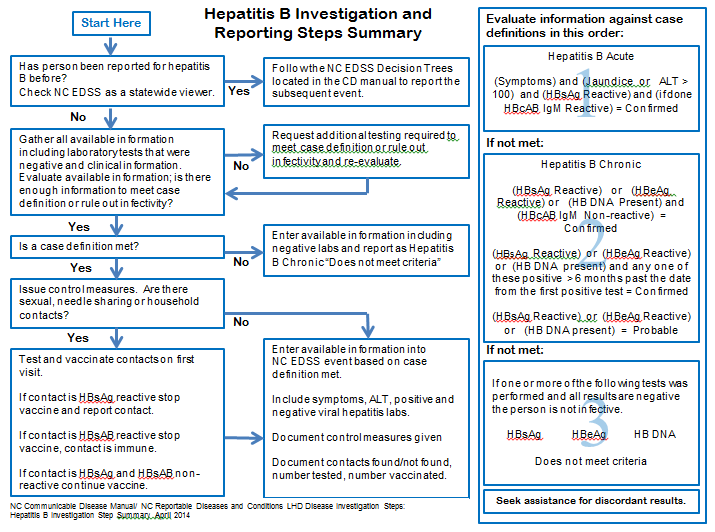 Hepatitis B Investigation and
Reporting Steps Summary
Start Here
Has person been reported for hepatitis
B before?
Check NC EDSS as a statewide viewer.
Yes
Follow the NC EDSS Decision Trees
located in the CD manual to report the
subsequent event.
No
Gather all available information
including laboratory tests that were
negative and clinical information.
Evaluate available information; is there
enough information to meet case
definition or rule out infectivity?
No
Request additional testing required to
meet case definition or rule out
infectivity and re-evaluate.
Yes
Is a case definition met?
No
Enter available information including
negative labs and report as Hepatitis
B Chronic "Does not meet criteria"
Yes
Issue control measures. Are there
sexual, needle sharing or household
contacts?
No
Yes
Test and vaccinate contacts on first
visit.
If contact is HBsAg reactive stop
vaccine and report contact.
If contact is HBsAB reactive stop
vaccine, contact is immune.
If contact is HBsAg and HBsAB non-
reactive continue vaccine.
Enter available information into
NC EDSS event based on case
definition met.
Include symptoms, ALT, positive and
negative viral hepatitis labs.
Document control measures given
Document contacts found/not found,
number tested, number vaccinated.
NC Communicable Disease Manual/ NC Reportable Diseases and Conditions LHD Disease Investigation Steps:
Hepatitis B Investigation Step Summary April 2014
Evaluate information against case
definitions in this order:
1
Hepatitis B Acute
(Symptoms) and (Jaundice or ALT >
100) and (HBsAg Reactive) and (if done
HBcAB IgM Reactive) = Confirmed
If not met:
2
Hepatitis B Chronic
(HBsAg Reactive) or (HBeAg
Reactive) or (HB DNA Present) and
(HBcAB IgM Non-reactive) =
Confirmed
(HBsAg Reactive) or (HBeAg Reactive)
or (HB DNA present) and any one of
these positive > 6 months past the date
from the first positive test = Confirmed
(HBsAg Reactive) or (HBeAg Reactive)
or (HB DNA present) = Probable
If not met:
3
If one or more of the following tests was
performed and all results are negative
the person is not infective.
HBsAg HBeAg HB DNA
Does not meet criteria
Seek assistance for discordant results.